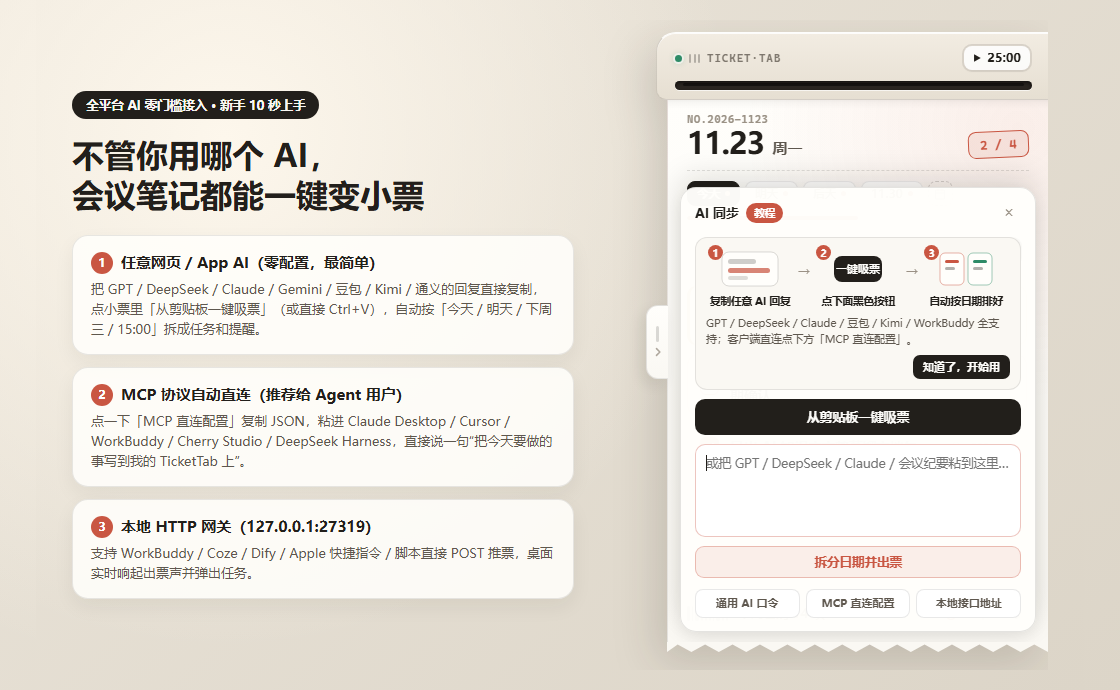 全平台 AI 零门槛接入 • 新手 10 秒上手
不管你用哪个 AI，
会议笔记都能一键变小票
1 任意网页 / App AI（零配置，最简单）
把 GPT / DeepSeek / Claude / Gemini / 豆包 / Kimi / 通义的回复直接复制，
点小票里「从剪贴板一键吸票」（或直接 Ctrl+V），自动按「今天 / 明天 / 下周
三 / 15:00」拆成任务和提醒。
2 MCP 协议自动直连（推荐给 Agent 用户）
点一下「MCP 直连配置」复制 JSON，粘进 Claude Desktop / Cursor /
WorkBuddy / Cherry Studio / DeepSeek Harness，直接说一句“把今天要做的
事写到我的 TicketTab 上”。
3 本地 HTTP 网关（127.0.0.1:27319）
支持 WorkBuddy / Coze / Dify / Apple 快捷指令 / 脚本直接 POST 推票，桌面
实时响起出票声并弹出任务。
TICKET·TAB
25:00
NO.2026—1123
11.23 周一
2 / 4
AI 同步 教程 ×
1 2 一键吸票 3
复制任意 AI 回复 点下面黑色按钮 自动按日期排好
GPT / DeepSeek / Claude / 豆包 / Kimi / WorkBuddy 全支
持；客户端直连点下方「MCP 直连配置」。
知道了，开始用
从剪贴板一键吸票
或把 GPT / DeepSeek / Claude / 会议纪要粘到这里...
拆分日期并出票
通用 AI 口令 MCP 直连配置 本地接口地址